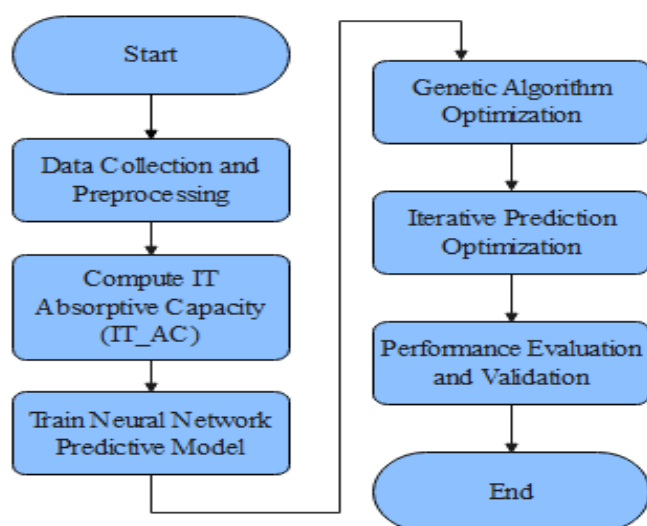 Start
Data Collection and
Preprocessing
Compute IT
Absorptive Capacity
(IT_AC)
Train Neural Network
Predictive Model
Genetic Algorithm
Optimization
Iterative Prediction
Optimization
Performance Evaluation
and Validation
End